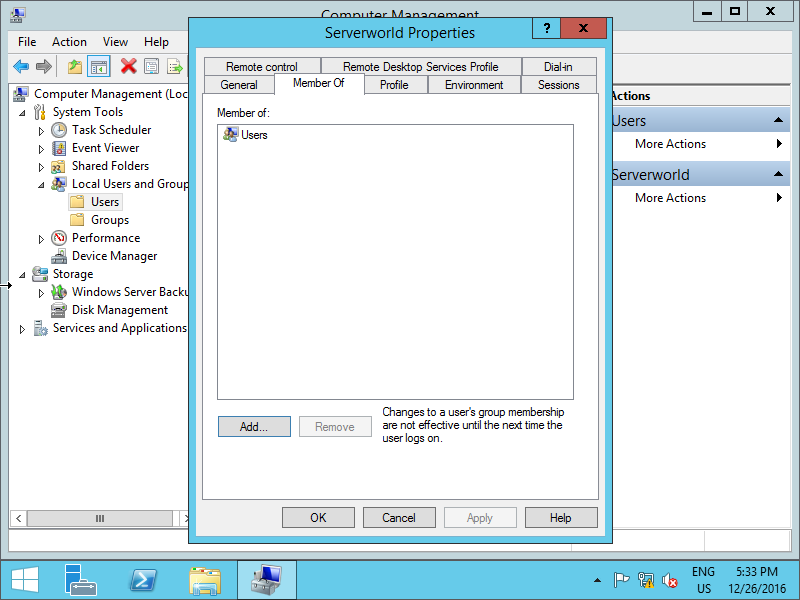 Computer Management
Serverworld Properties
?
File Action View Help
Computer Management (Loc
System Tools
Task Scheduler
Event Viewer
Shared Folders
Local Users and Group
Users
Groups
Performance
Device Manager
Storage
Windows Server Backu
Disk Management
Services and Applications
Remote control Remote Desktop Services Profile Dial-in
General Member Of Profile Environment Sessions
Member of:
Users
Add... Remove
Changes to a user's group membership
are not effective until the next time the
user logs on.
OK Cancel Apply Help
Actions
Users
More Actions
Serverworld
More Actions
ENG
US
5:33 PM
12/26/2016